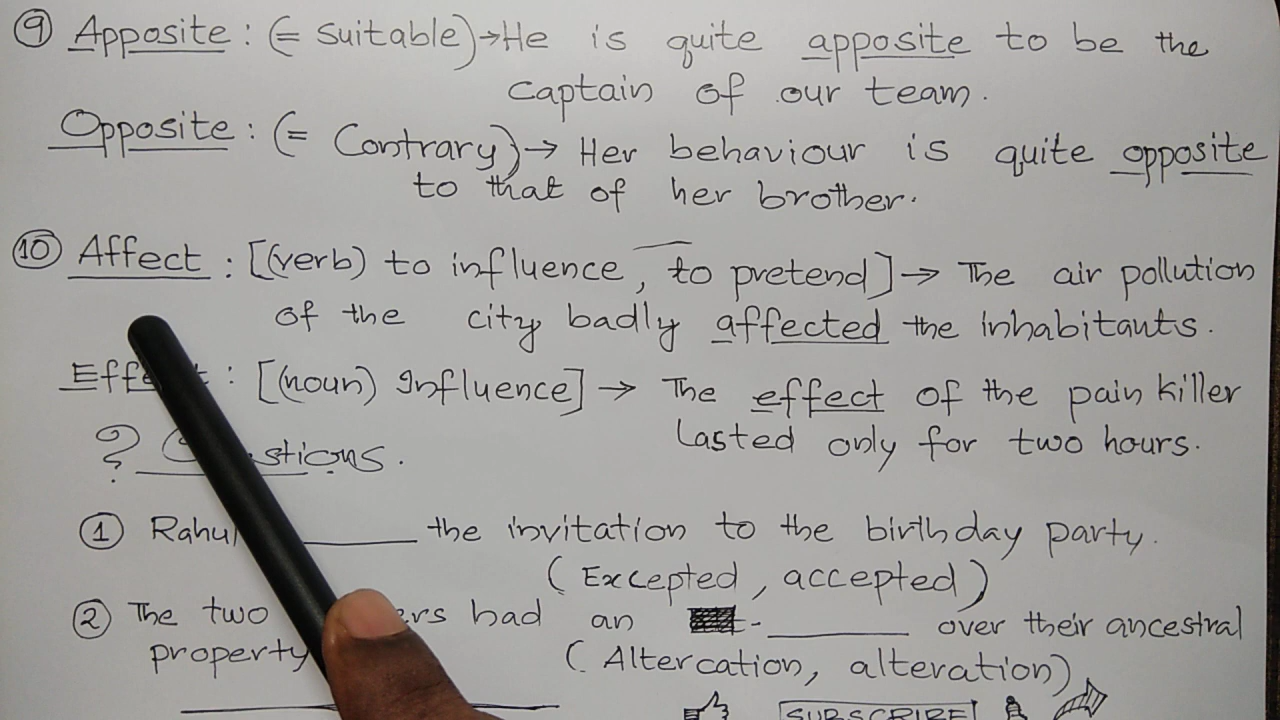 ⑨ Apposite : (= Suitable)→He is quite apposite to be the
captain of our team.
Opposite : (= Contrary)→ Her behaviour is quite opposite
to that of her brother.
⑩ Affect : [(verb) to influence, to pretend]→ The air pollution
of the city badly affected the inhabitants.
: [(noun) Influence] → The effect of the pain killer
lasted only for two hours.
?
① Rahul ______ the invitation to the birthday party.
(Excepted, accepted)
② The two had an - ______ over their ancestral
property (Altercation, alteration)
SUBSCRIBE